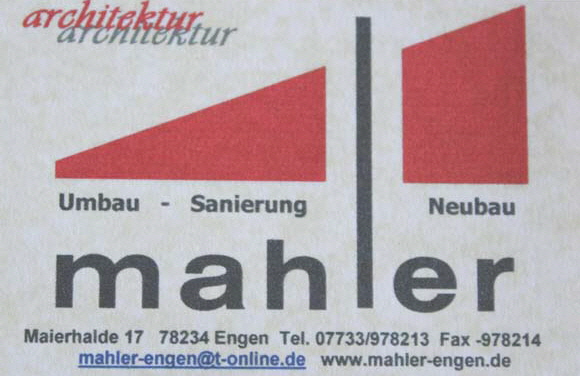 architektur
architektur
Umbau - Sanierung Neubau
mahler
Maierhalde 17 78234 Engen Tel. 07733/978213 Fax -978214
mahler-engen@t-online.de www.mahler-engen.de